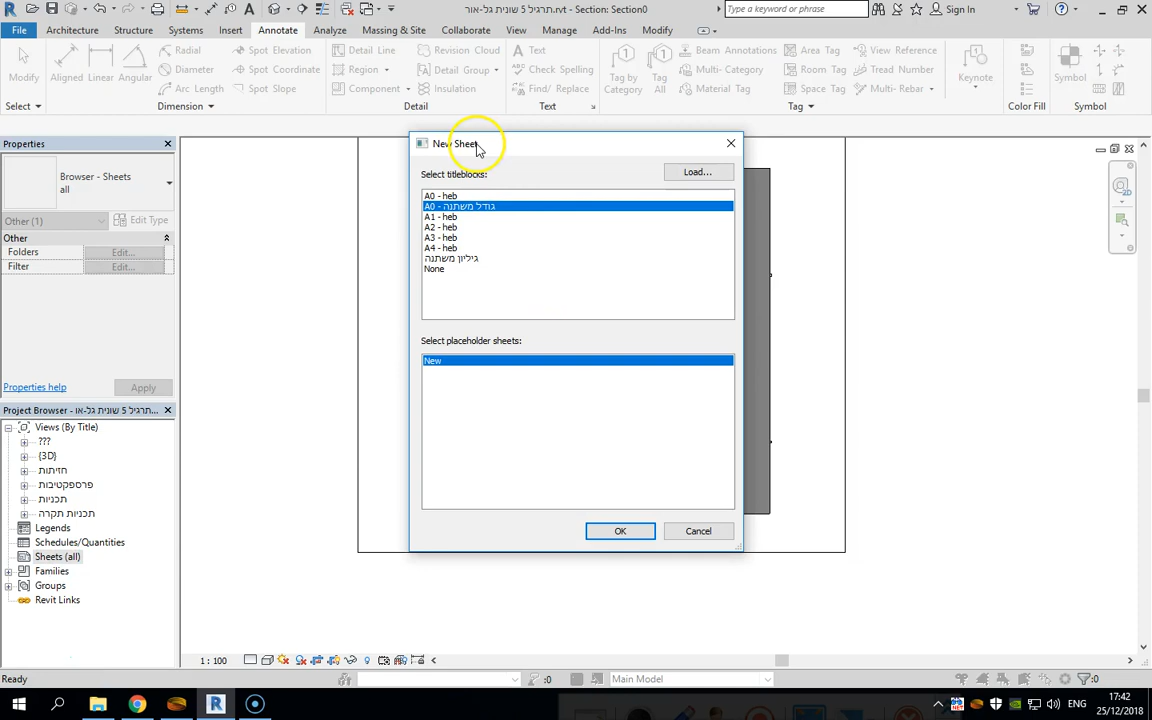 תרגיל 5 שונית גל-אור.rvt - Section: Section0
Type a keyword or phrase
Sign In
File Architecture Structure Systems Insert Annotate Analyze Massing & Site Collaborate View Manage Add-Ins Modify
Modify
Select
Aligned Linear Angular
Radial
Diameter
Arc Length
Spot Elevation
Spot Coordinate
Spot Slope
Dimension
Detail Line
Region
Component
Revision Cloud
Detail Group
Insulation
Detail
Text
Check Spelling
Find/ Replace
Text
Tag by Category
Tag All
Beam Annotations
Multi- Category
Material Tag
Area Tag
Room Tag
Space Tag
View Reference
Tread Number
Multi- Rebar
Tag
Keynote
Color Fill
Symbol
Symbol
Properties
Browser - Sheets
all
Other (1)
Edit Type
Other
Folders Edit...
Filter Edit...
Properties help
Apply
Project Browser - תרגיל 5 שונית גל-או...
Views (By Title)
???
{3D}
חזיתות
פרספקטיבות
תכניות
תכניות תקרה
Legends
Schedules/Quantities
Sheets (all)
Families
Groups
Revit Links
New Sheet
Select titleblocks:
Load...
A0 - heb
A0 - גודל משתנה
A1 - heb
A2 - heb
A3 - heb
A4 - heb
גיליון משתנה
None
Select placeholder sheets:
New
OK
Cancel
1 : 100
Ready
:0
Main Model
:0
ENG
17:42
25/12/2018